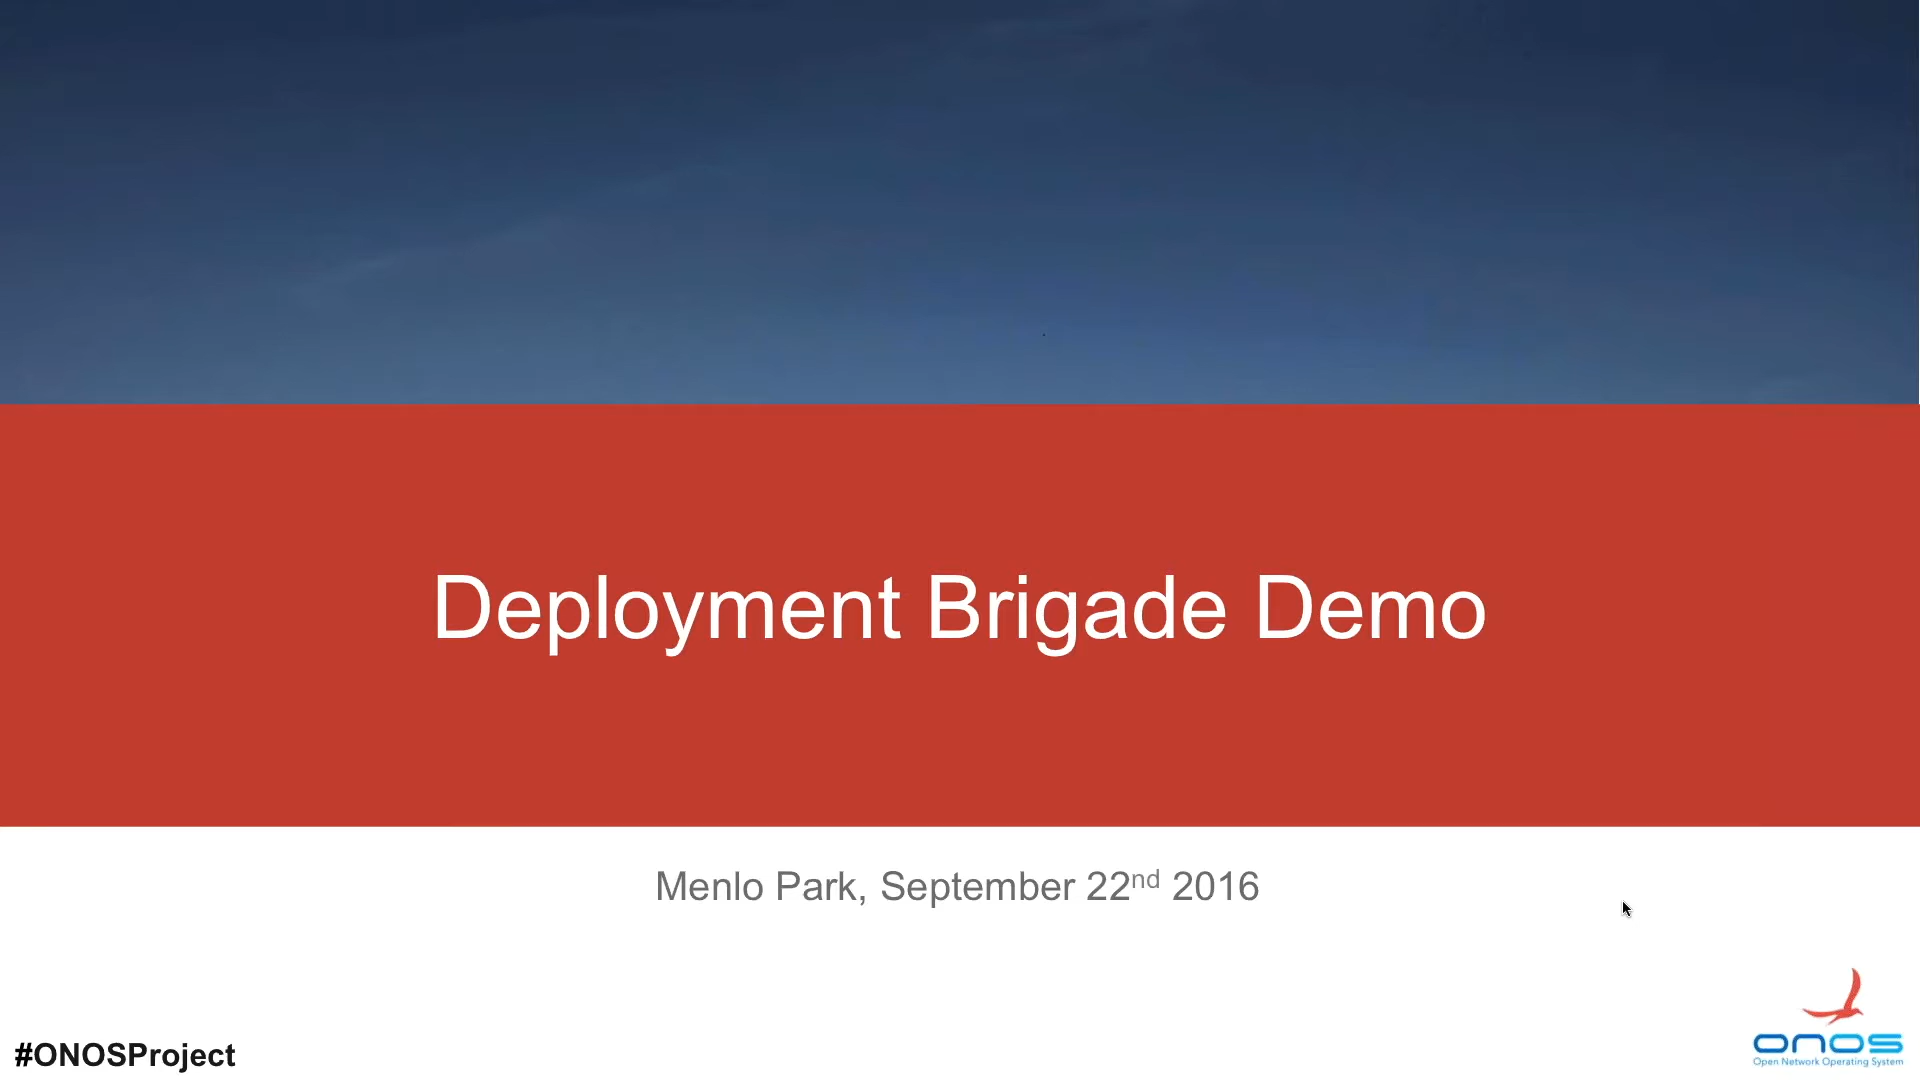 Deployment Brigade Demo
Menlo Park, September 22nd 2016
#ONOSProject
onos
Open Network Operating System